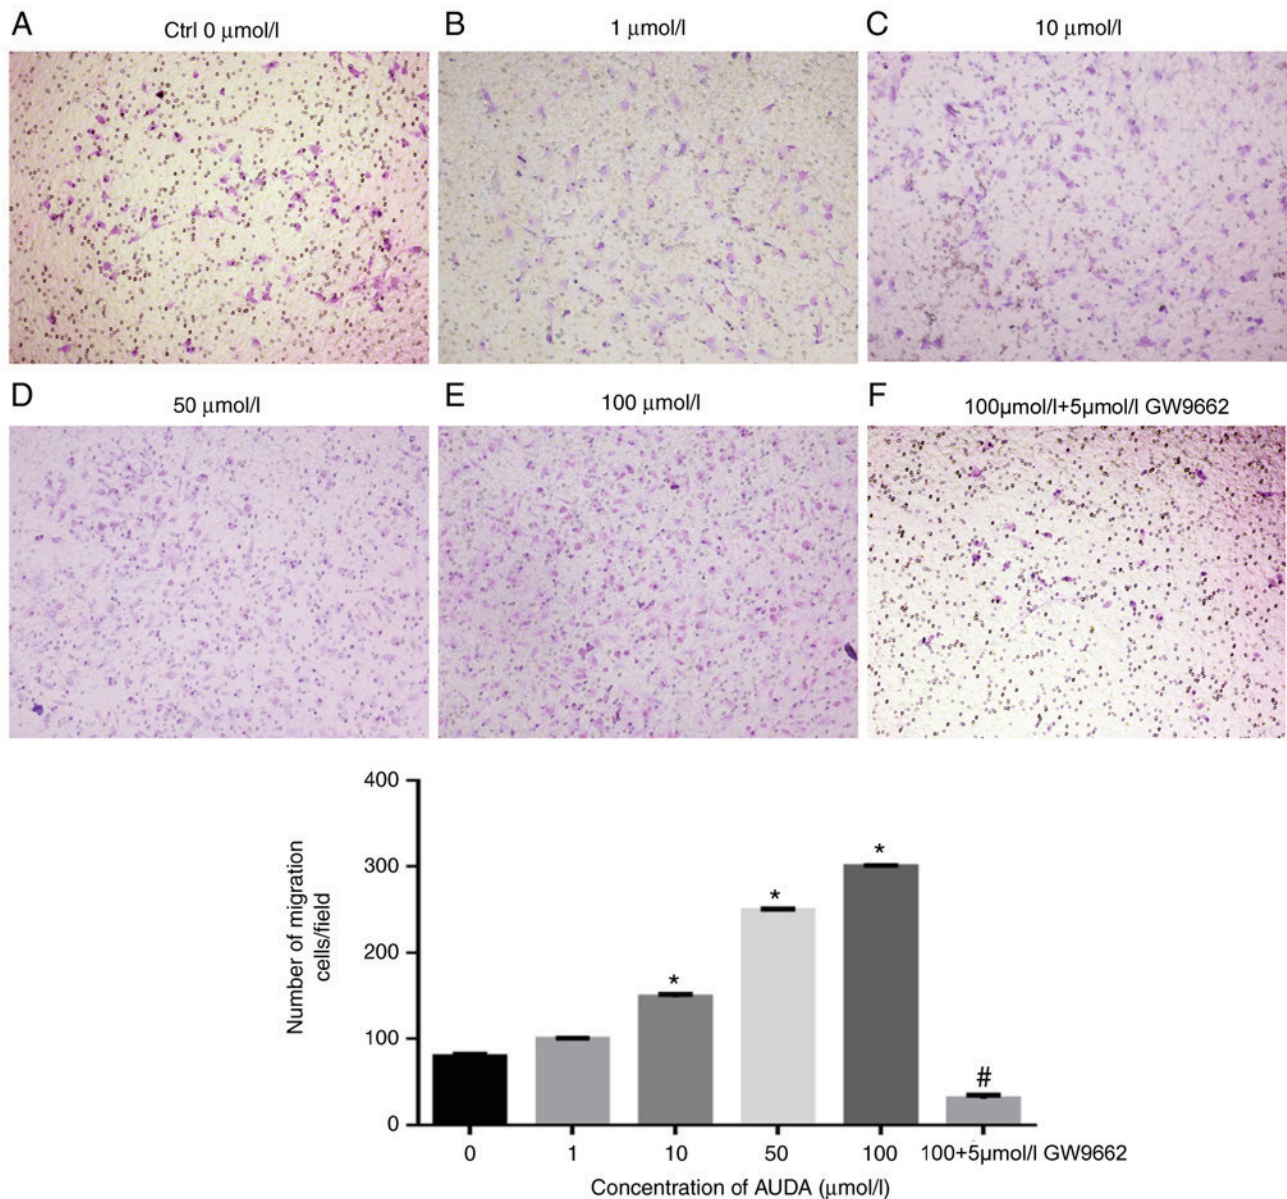 A
Ctrl 0 μmol/l
B
1 μmol/l
C
10 μmol/l
D
50 μmol/l
E
100 μmol/l
F
100μmol/l+5μmol/l GW9662
Number of migration
cells/field
400
300
200
100
0
*
*
*
#
0
1
10
50
100
100+5μmol/l GW9662
Concentration of AUDA (μmol/l)